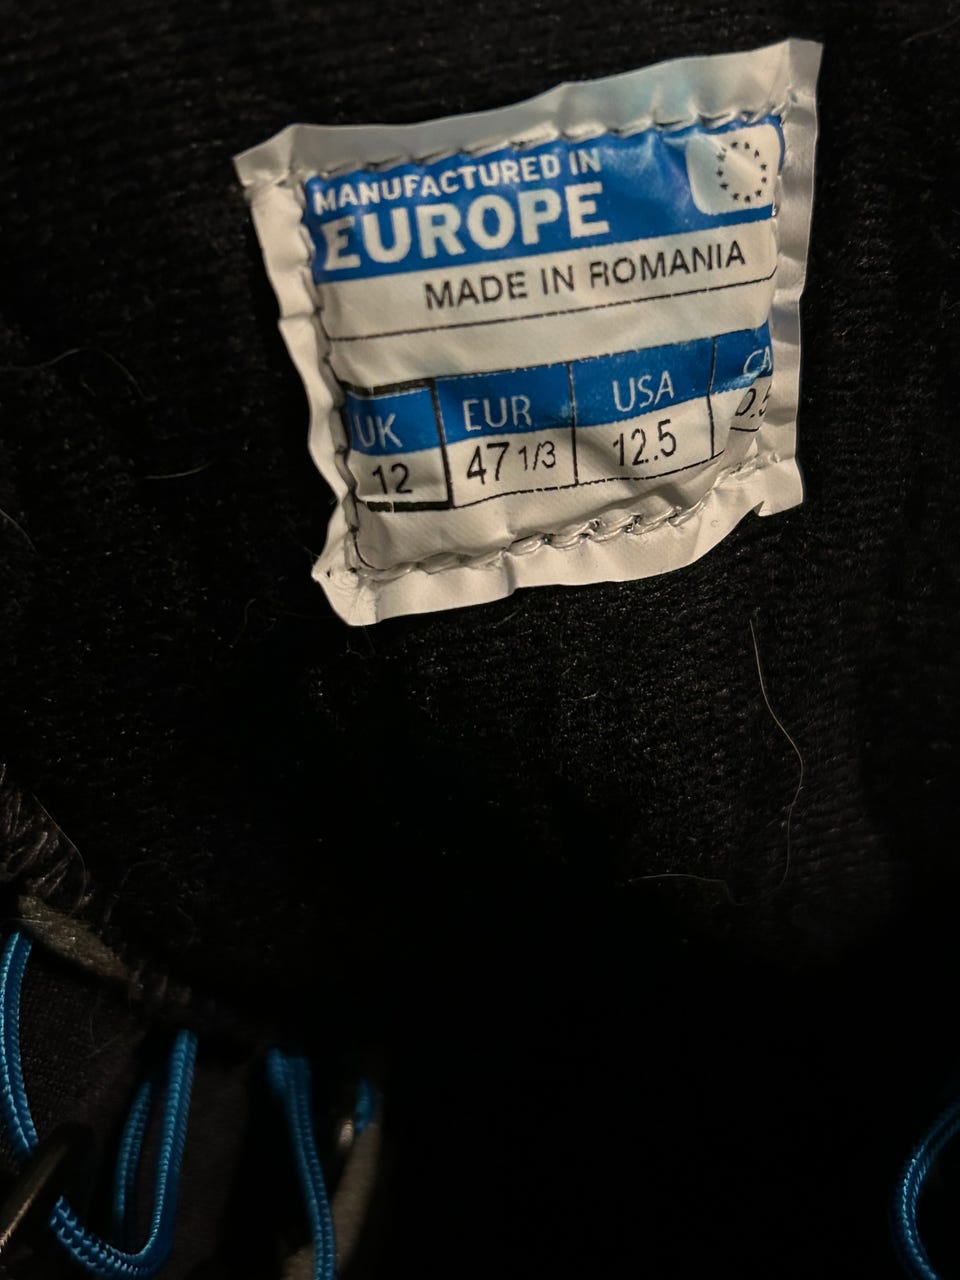 MANUFACTURED IN
EUROPE
MADE IN ROMANIA
UK EUR USA
12 47 1/3 12.5